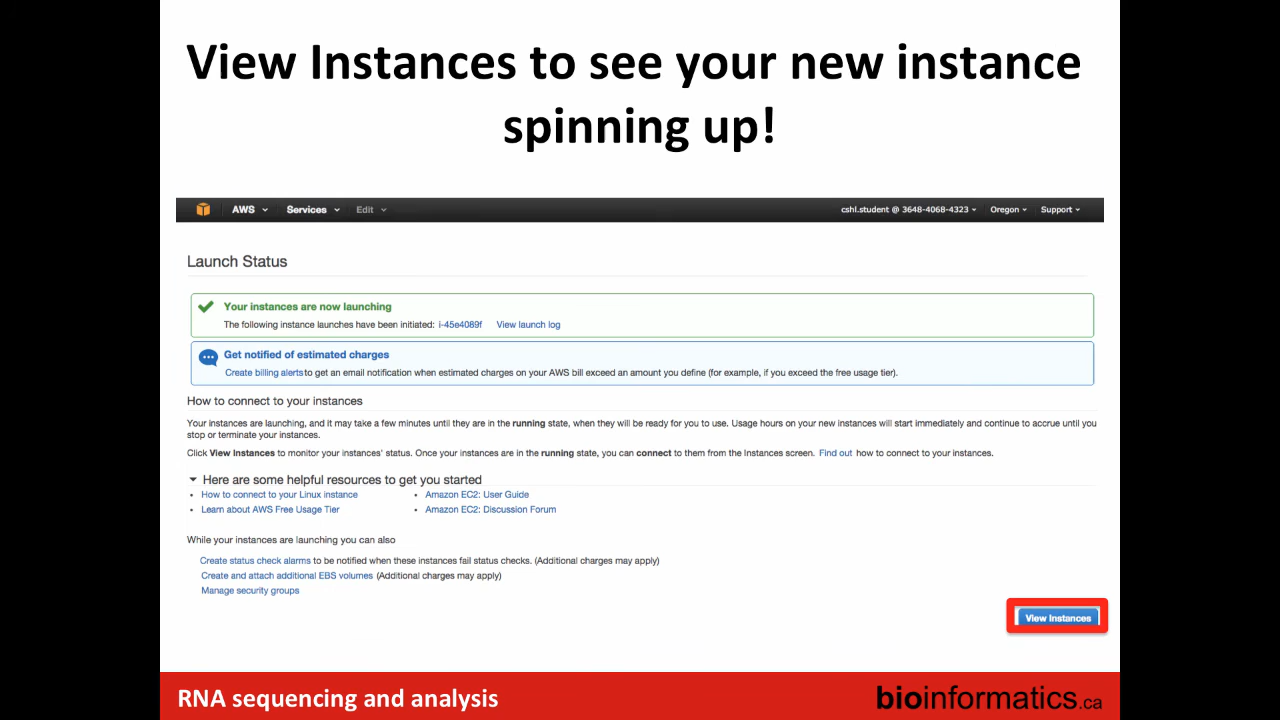 View Instances to see your new instance
spinning up!
AWS Services Edit cshl.student @ 3648-4068-4323 Oregon Support
Launch Status
Your instances are now launching
The following instance launches have been initiated: i-45e4089f View launch log
Get notified of estimated charges
Create billing alerts to get an email notification when estimated charges on your AWS bill exceed an amount you define (for example, if you exceed the free usage tier).
How to connect to your instances
Your instances are launching, and it may take a few minutes until they are in the running state, when they will be ready for you to use. Usage hours on your new instances will start immediately and continue to accrue until you
stop or terminate your instances.
Click View Instances to monitor your instances' status. Once your instances are in the running state, you can connect to them from the Instances screen. Find out how to connect to your instances.
Here are some helpful resources to get you started
• How to connect to your Linux instance • Amazon EC2: User Guide
• Learn about AWS Free Usage Tier • Amazon EC2: Discussion Forum
While your instances are launching you can also
Create status check alarms to be notified when these instances fail status checks. (Additional charges may apply)
Create and attach additional EBS volumes (Additional charges may apply)
Manage security groups
View Instances
RNA sequencing and analysis bioinformatics.ca